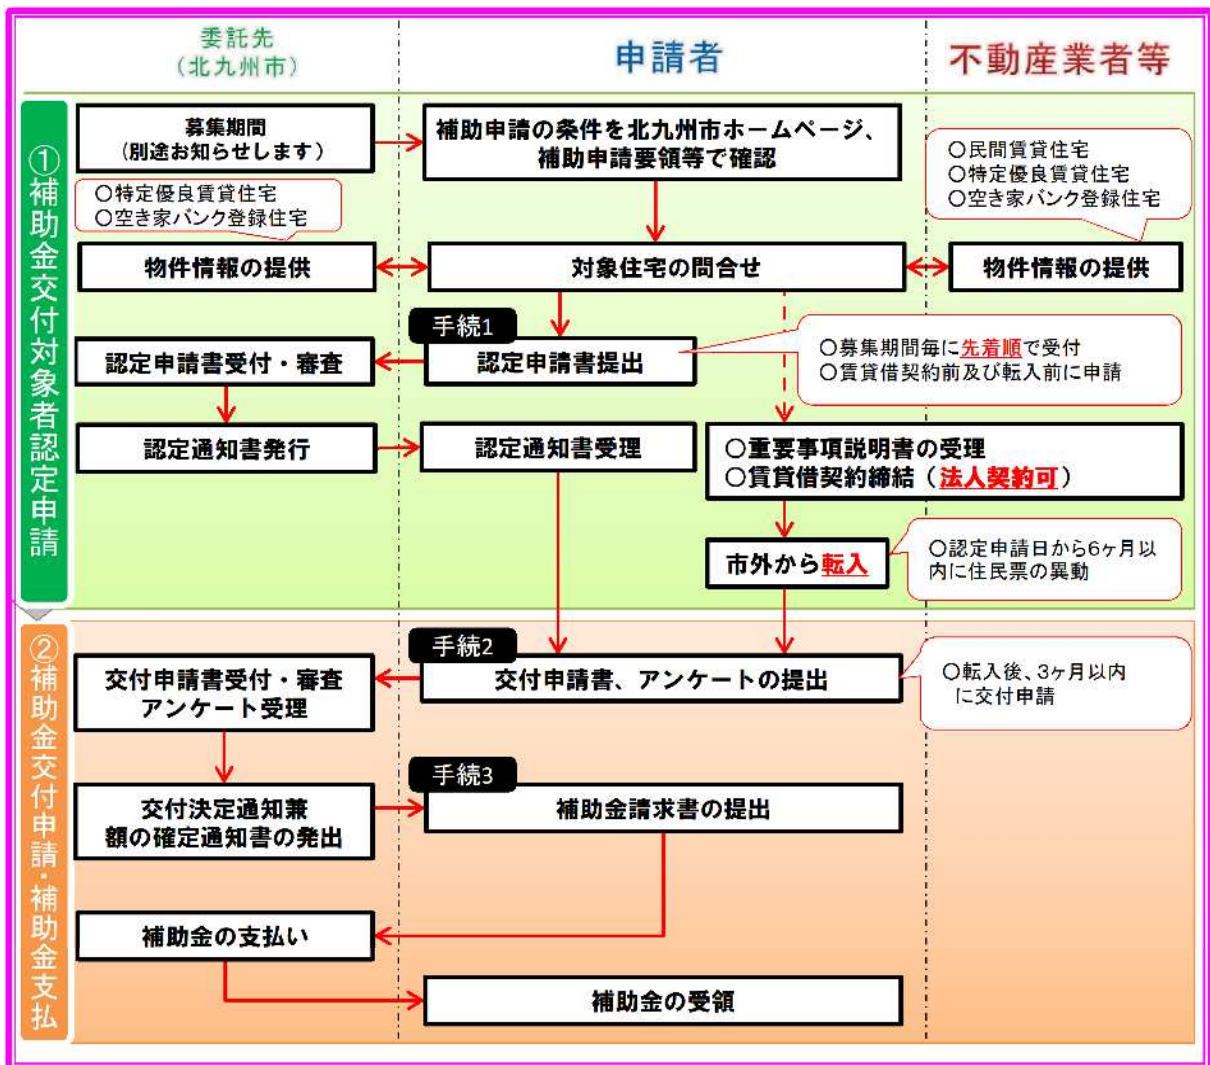 委託先
（北九州市）
申請者
不動産業者等
①補助金交付対象者認定申請
募集期間
（別途お知らせします）
補助申請の条件を北九州市ホームページ、
補助申請要領等で確認
○民間賃貸住宅
○特定優良賃貸住宅
○空き家バンク登録住宅
○特定優良賃貸住宅
○空き家バンク登録住宅
物件情報の提供
対象住宅の問合せ
物件情報の提供
手続1
認定申請書受付・審査
認定申請書提出
○募集期間毎に先着順で受付
○賃貸借契約前及び転入前に申請
認定通知書発行
認定通知書受理
○重要事項説明書の受理
○賃貸借契約締結（法人契約可）
市外から転入
○認定申請日から6ヶ月以
内に住民票の異動
②補助金交付申請・補助金支払
手続2
交付申請書受付・審査
アンケート受理
交付申請書、アンケートの提出
○転入後、3ヶ月以内
に交付申請
手続3
交付決定通知兼
額の確定通知書の発出
補助金請求書の提出
補助金の支払い
補助金の受領